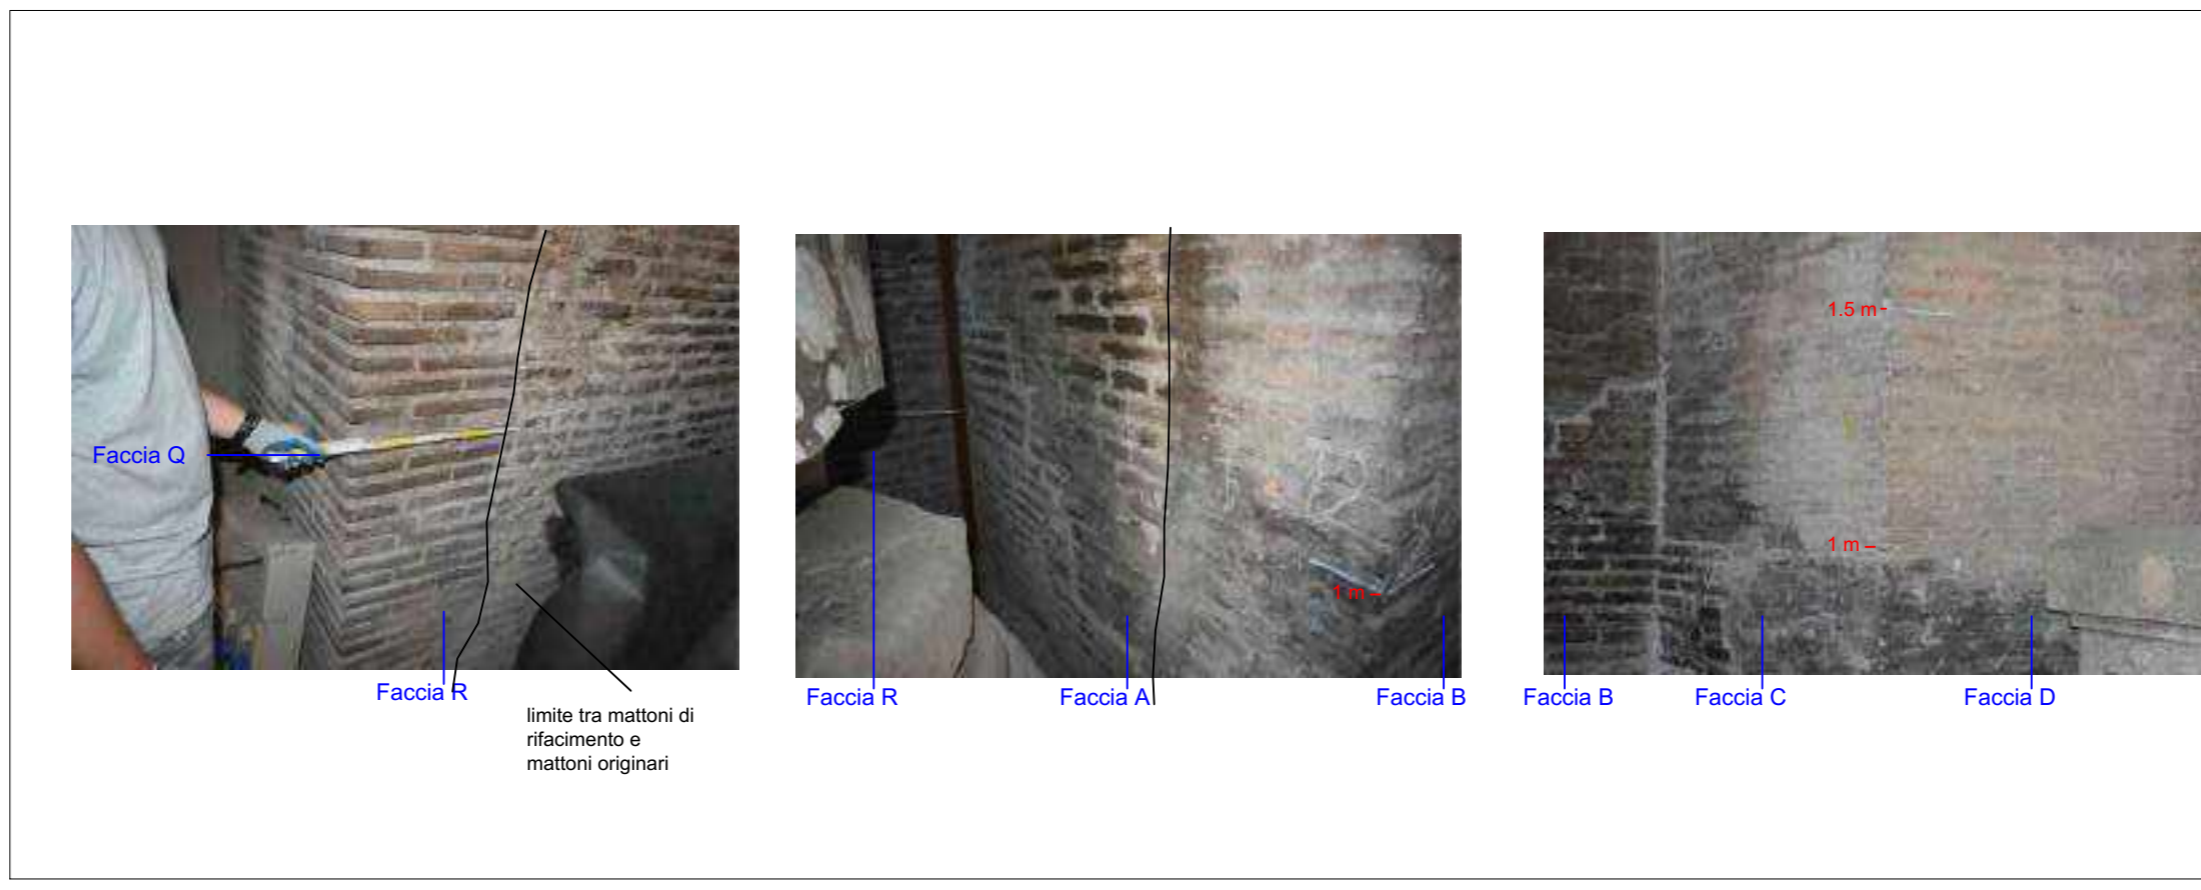 Faccia Q
Faccia R
limite tra mattoni di
rifacimento e
mattoni originari
1 m
Faccia R
Faccia A
Faccia B
1.5 m
1 m
Faccia B
Faccia C
Faccia D